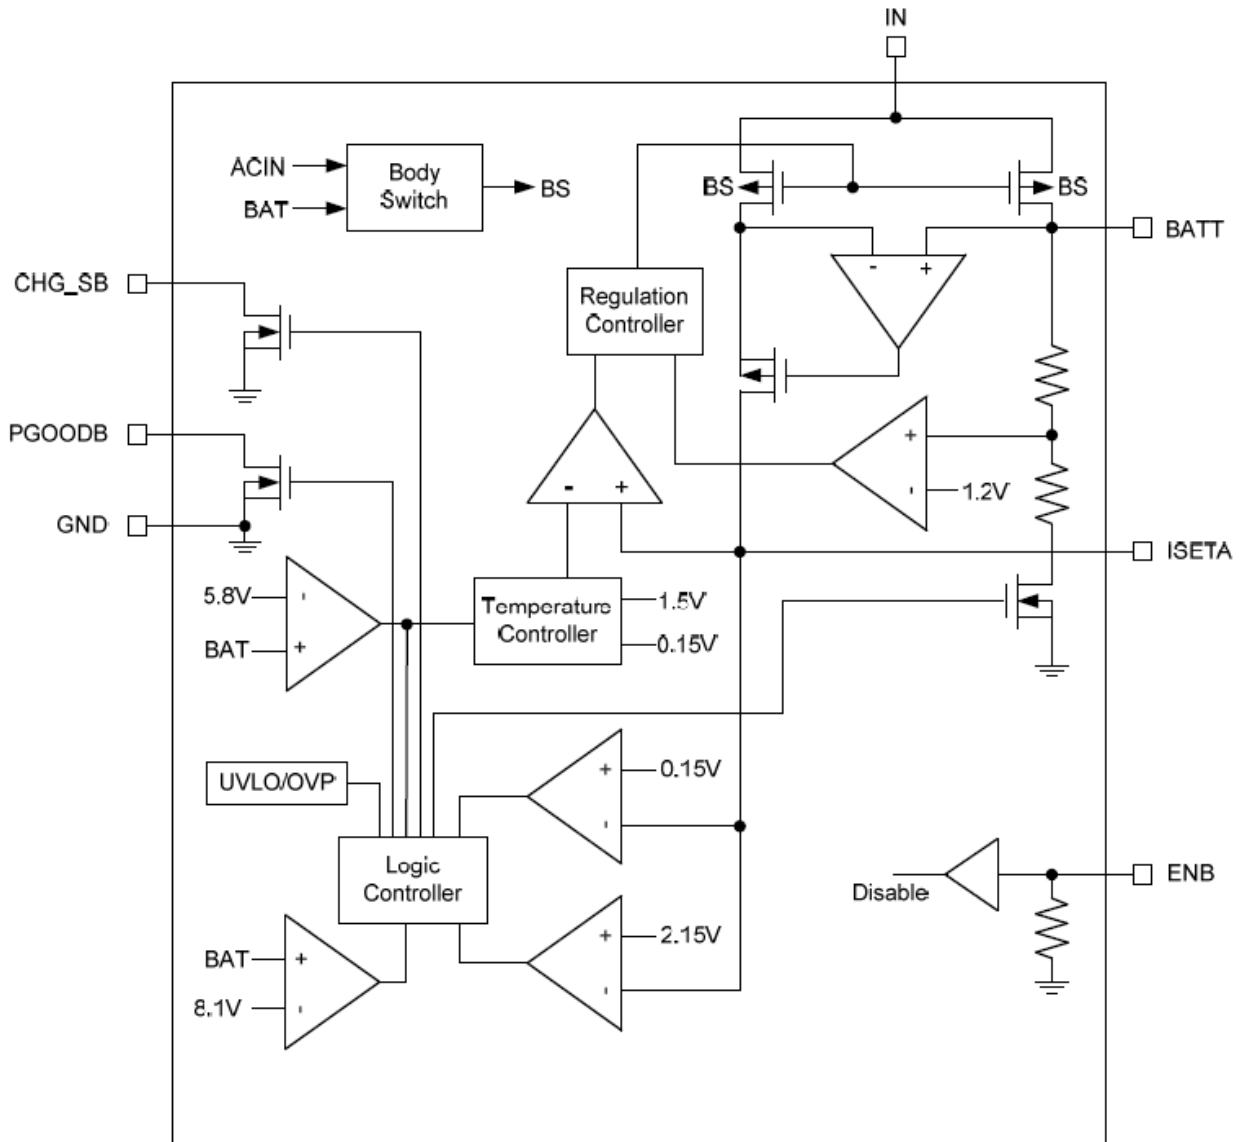 IN
ACIN
BAT
Body
Switch
BS
BS
BS
BATT
CHG_SB
Regulation
Controller
-
+
PGOODB
+
-
1.2V
-
+
GND
ISETA
5.8V
-
BAT
+
Temperature
Controller
1.5V
0.15V
UVLO/OVP
+
0.15V
-
Logic
Controller
Disable
ENB
+
2.15V
-
BAT
+
8.1V
-